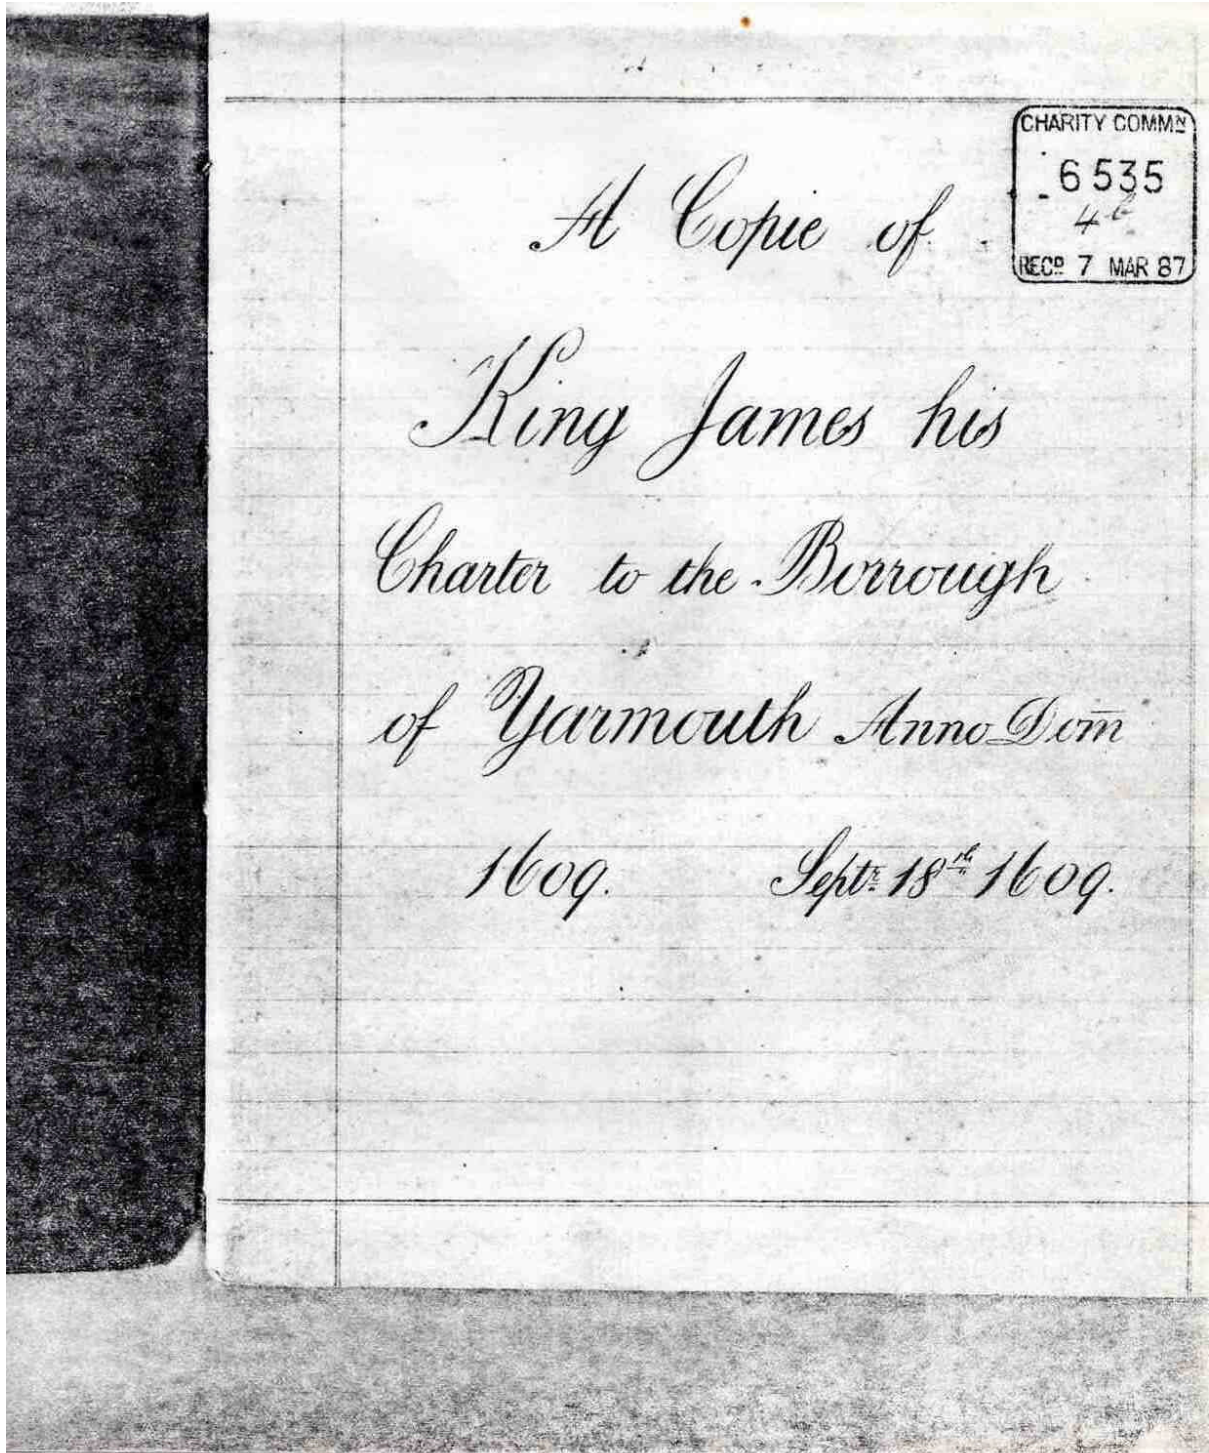 CHARITY COMMN
6535
4
RECD 7 MAR 87
A Copie of
King James his
Charter to the Borrough
of Yarmouth Anno Dom̅
1609. Septr. 18th 1609.